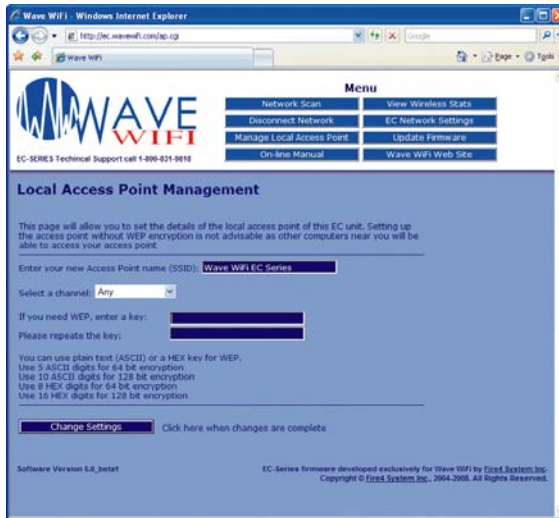 Wave WiFi - Windows Internet Explorer
http://ec.wavewifi.com/ap.cgi
Google
Wave WiFi
Page
Tools
WAVE
WIFI
EC-SERIES Techincal Support call 1-800-831-9818
Menu
Network Scan
View Wireless Stats
Disconnect Network
EC Network Settings
Manage Local Access Point
Update Firmware
On-line Manual
Wave WiFi Web Site
Local Access Point Management
This page will allow you to set the details of the local access point of this EC unit. Setting up
the access point without WEP encryption is not advisable as other computers near you will be
able to access your access point
Enter your new Access Point name (SSID): Wave WiFi EC Series
Select a channel: Any
If you need WEP, enter a key:
Please repeate the key:
You can use plain text (ASCII) or a HEX key for WEP.
Use 5 ASCII digits for 64 bit encryption
Use 10 ASCII digits for 128 bit encryption
Use 8 HEX digits for 64 bit encryption
Use 16 HEX digits for 128 bit encryption
Change Settings Click here when changes are complete
Software Version 5.0_beta1
EC-Series firmware developed exclusively for Wave WiFi by Fire4 System Inc.
Copyright © Fire4 System Inc., 2004-2008. All Rights Reserved.